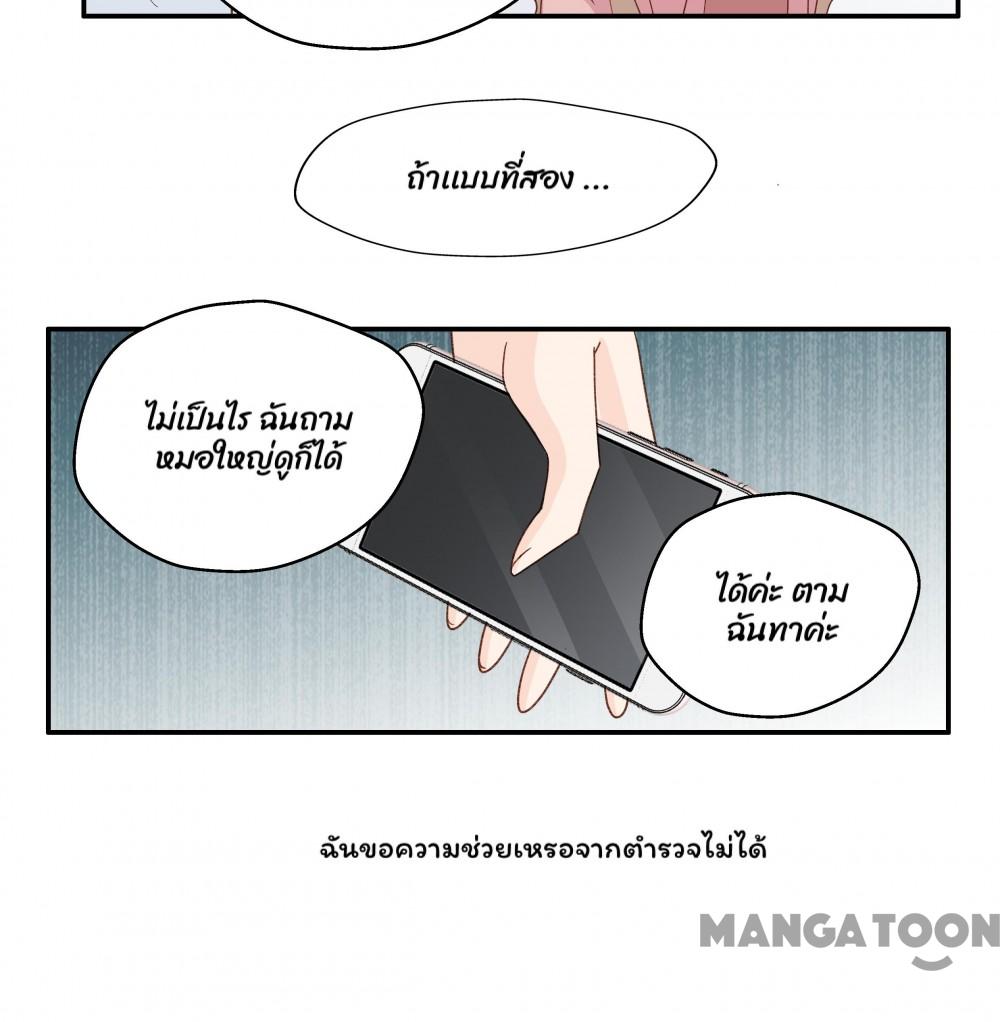 ถ้าแบบที่สอง ...
ไม่เป็นไร ฉันถาม
หมอใหญ่ดูก็ได้
ได้ค่ะ ตาม
ฉันทาค่ะ
ฉันขอความช่วยเหรอจากตำรวจไม่ได้
MANGATOON